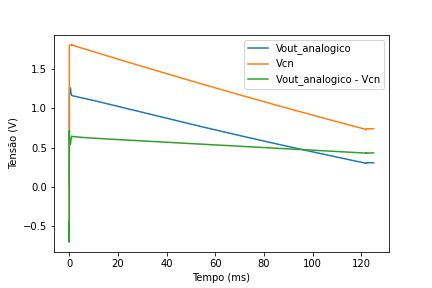 Vout_analogico
Vcn
Vout_analogico - Vcn
1.5
1.0
0.5
0.0
−0.5
Tensão (V)
0 20 40 60 80 100 120
Tempo (ms)